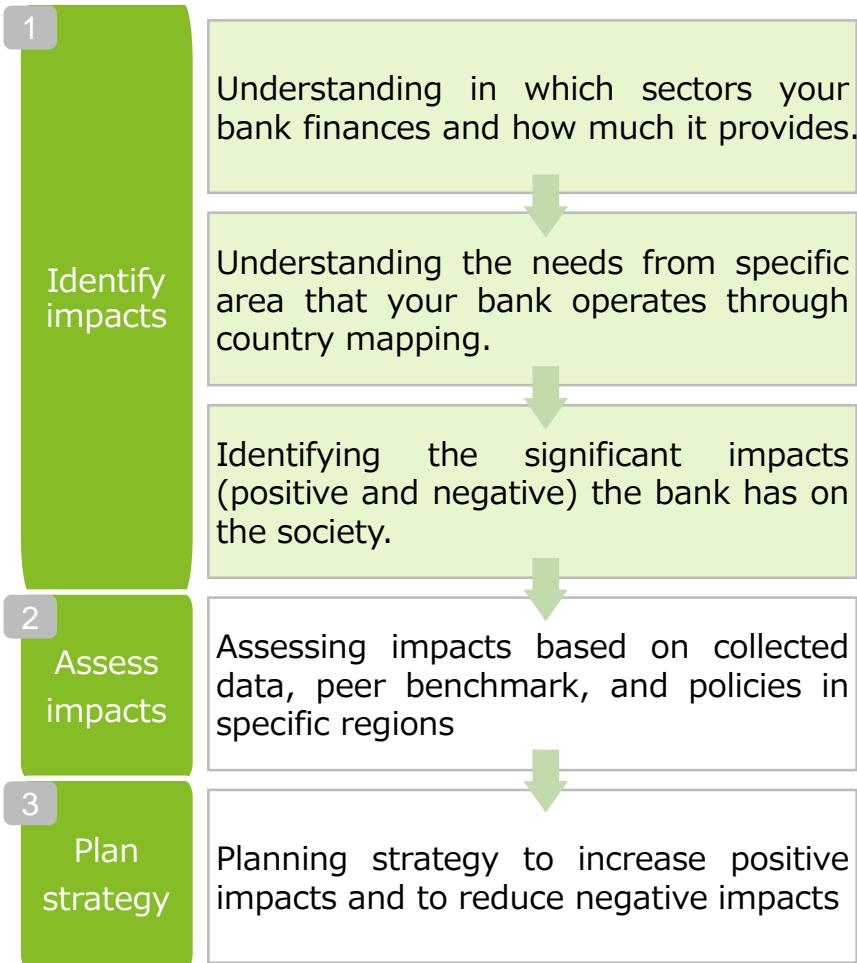 1
Identify
impacts
Understanding in which sectors your
bank finances and how much it provides.
Understanding the needs from specific
area that your bank operates through
country mapping.
Identifying the significant impacts
(positive and negative) the bank has on
the society.
2
Assess
impacts
Assessing impacts based on collected
data, peer benchmark, and policies in
specific regions
3
Plan
strategy
Planning strategy to increase positive
impacts and to reduce negative impacts